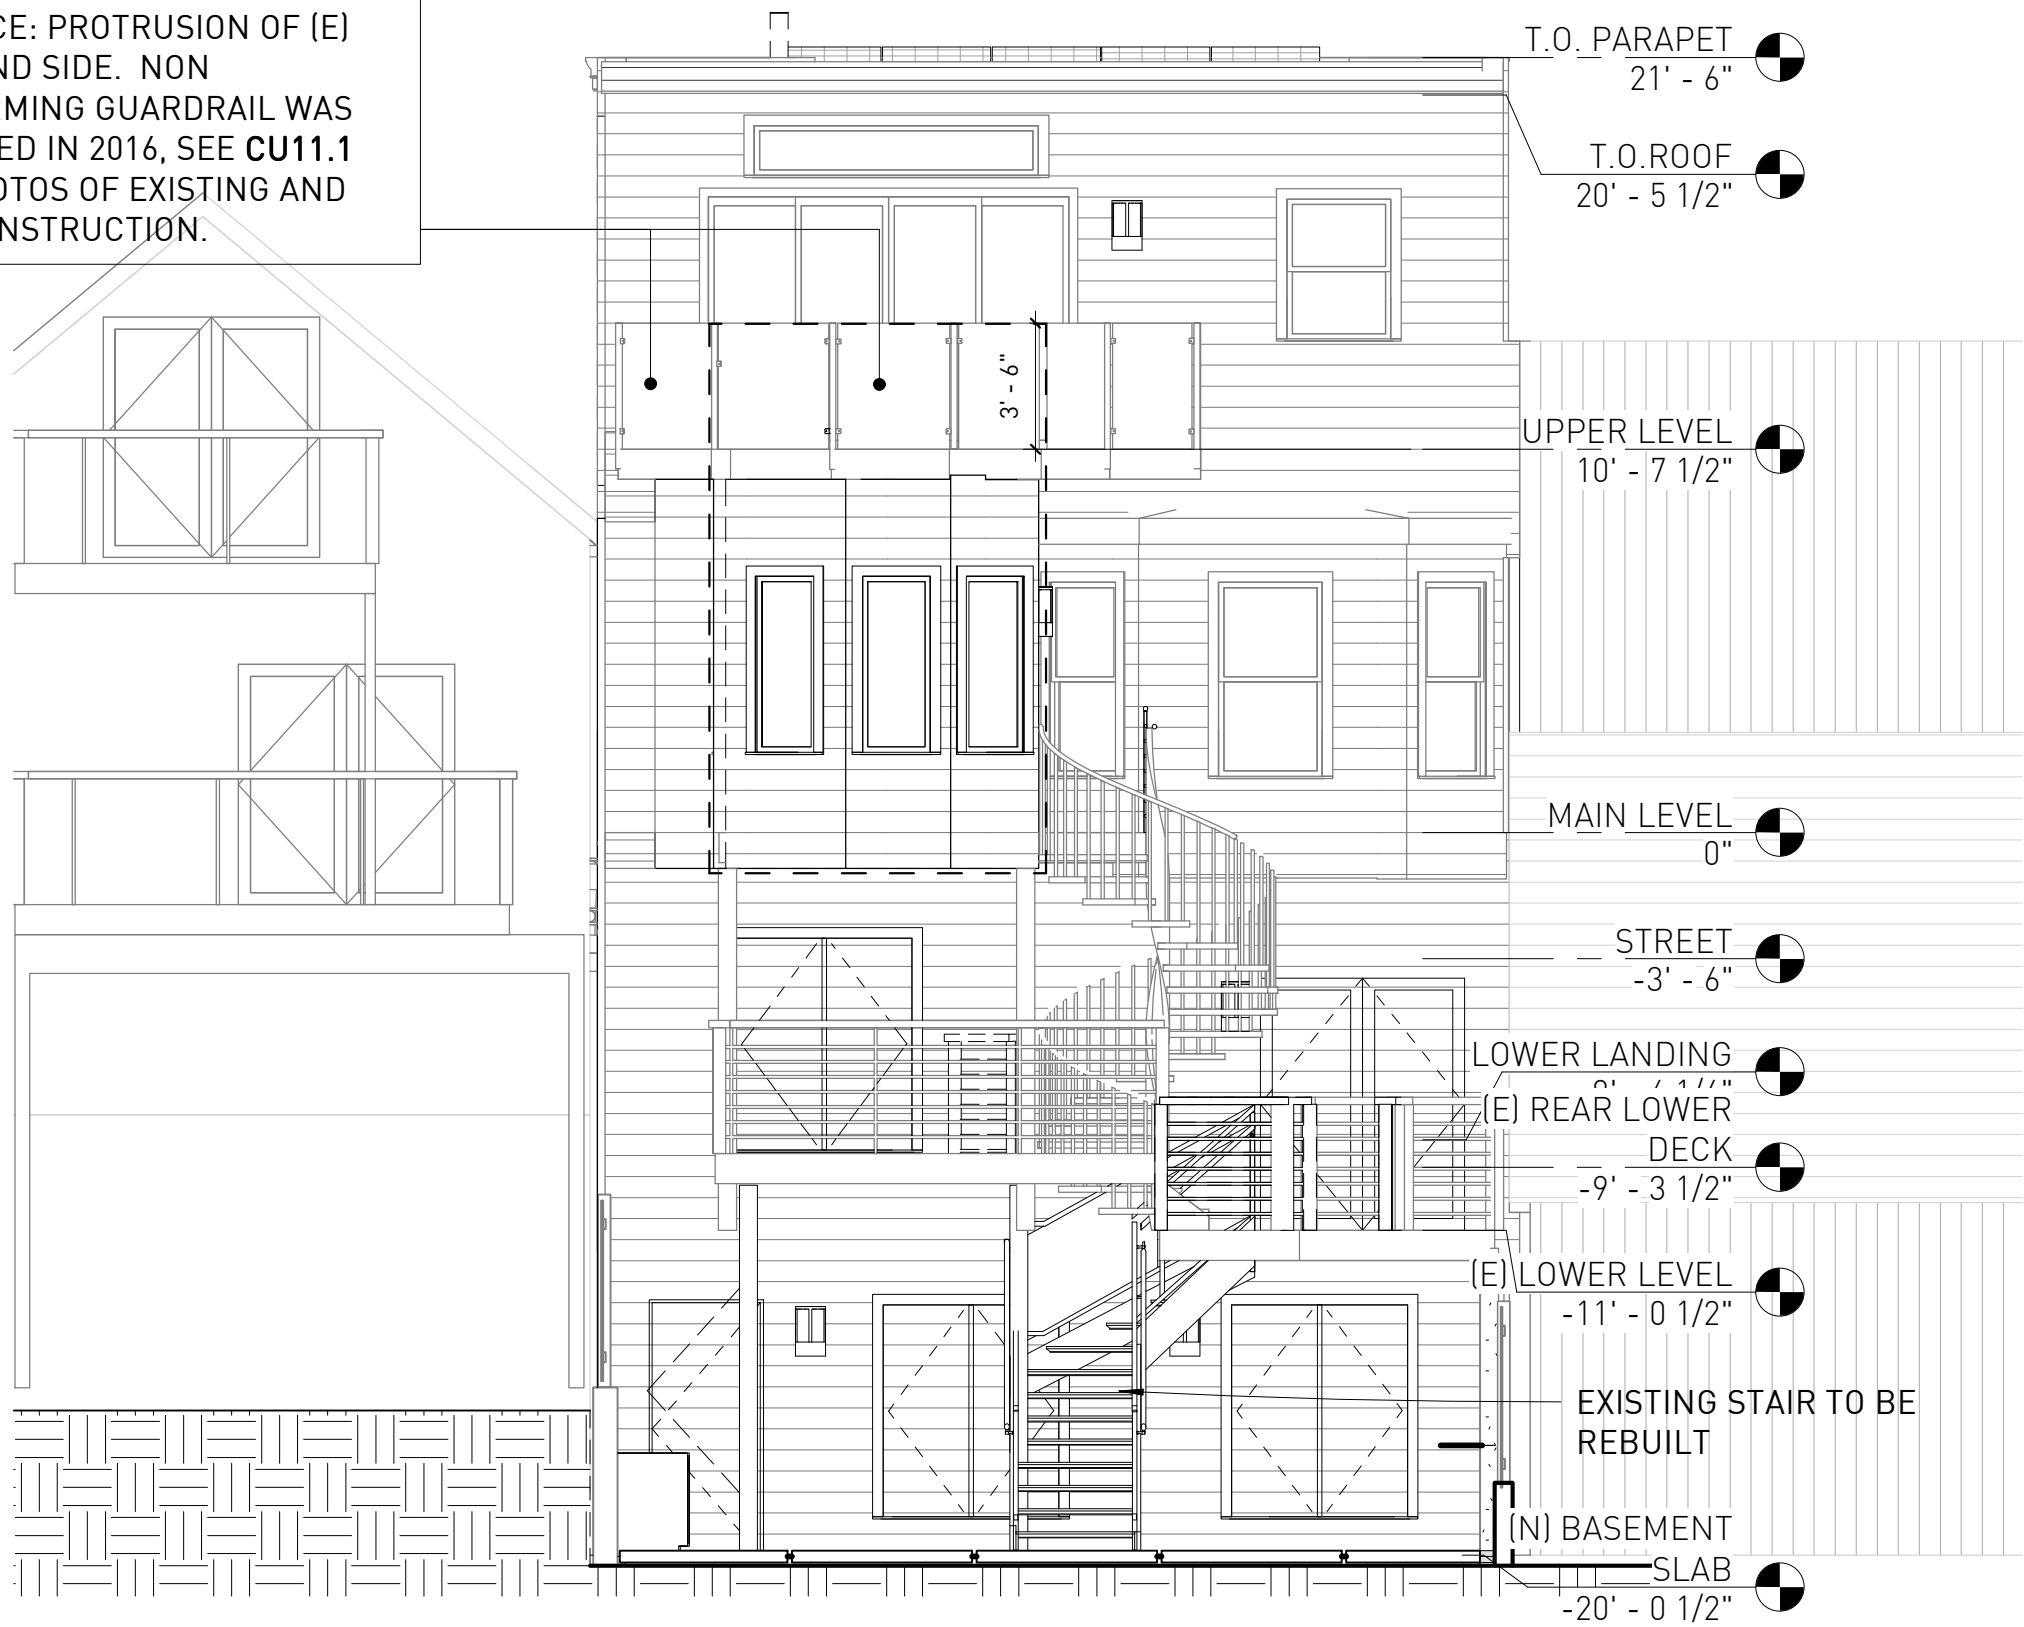 CE: PROTRUSION OF (E)
ND SIDE. NON
RMING GUARDRAIL WAS
ED IN 2016, SEE CU11.1
OTOS OF EXISTING AND
NSTRUCTION.
T.O. PARAPET
21' - 6"
T.O.ROOF
20' - 5 1/2"
3' - 6"
UPPER LEVEL
10' - 7 1/2"
MAIN LEVEL
0"
STREET
-3' - 6"
LOWER LANDING
(E) REAR LOWER
DECK
-9' - 3 1/2"
(E) LOWER LEVEL
-11' - 0 1/2"
EXISTING STAIR TO BE
REBUILT
(N) BASEMENT
SLAB
-20' - 0 1/2"